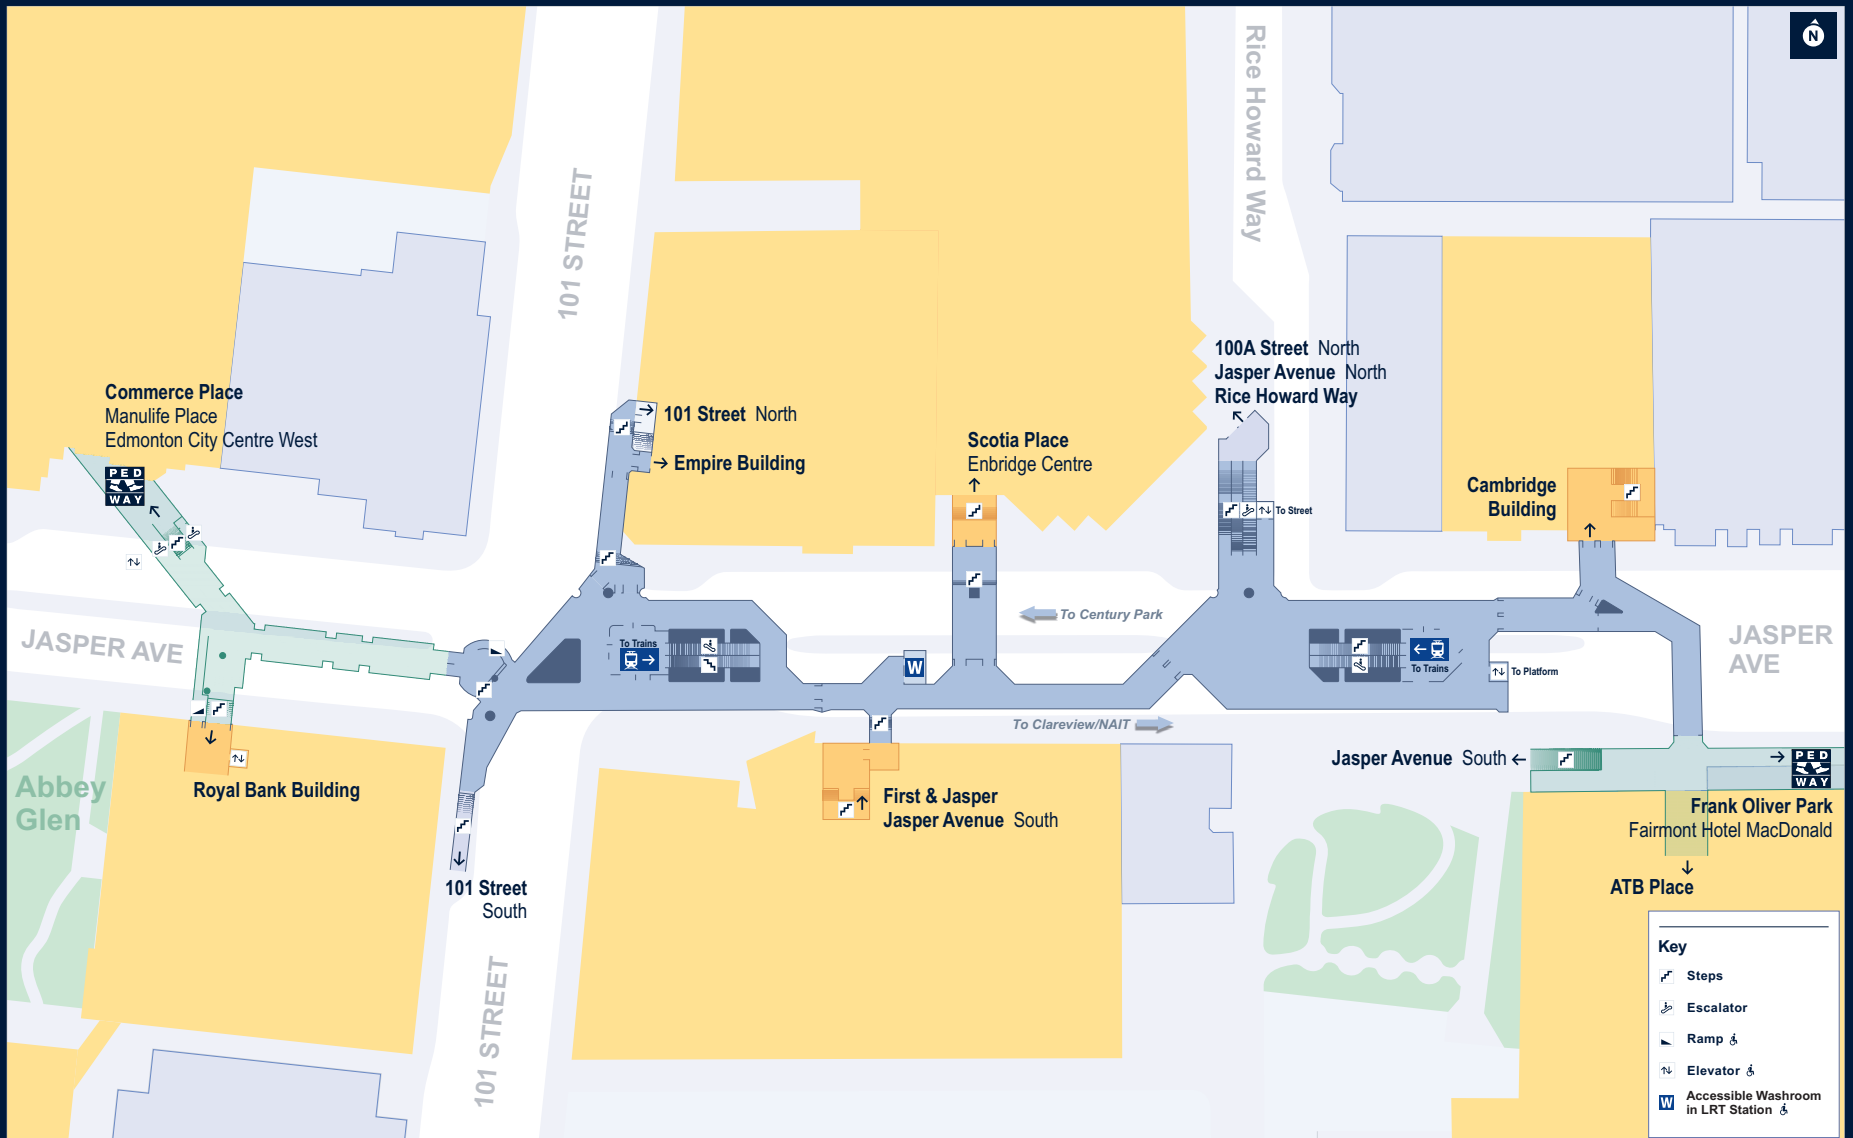 N
Rice Howard Way
101 STREET
100A Street North
Jasper Avenue North
Rice Howard Way
Commerce Place
Manulife Place
Edmonton City Centre West
PED
WAY
101 Street North
Empire Building
Scotia Place
Enbridge Centre
Cambridge
Building
To Street
To Century Park
JASPER AVE
To Trains
W
To Trains
To Platform
JASPER
AVE
To Clareview/NAIT
Jasper Avenue South
PED
WAY
Abbey
Glen
Royal Bank Building
First & Jasper
Jasper Avenue South
Frank Oliver Park
Fairmont Hotel MacDonald
101 Street
South
ATB Place
101 STREET
Key
Steps
Escalator
Ramp
Elevator
W
Accessible Washroom
in LRT Station